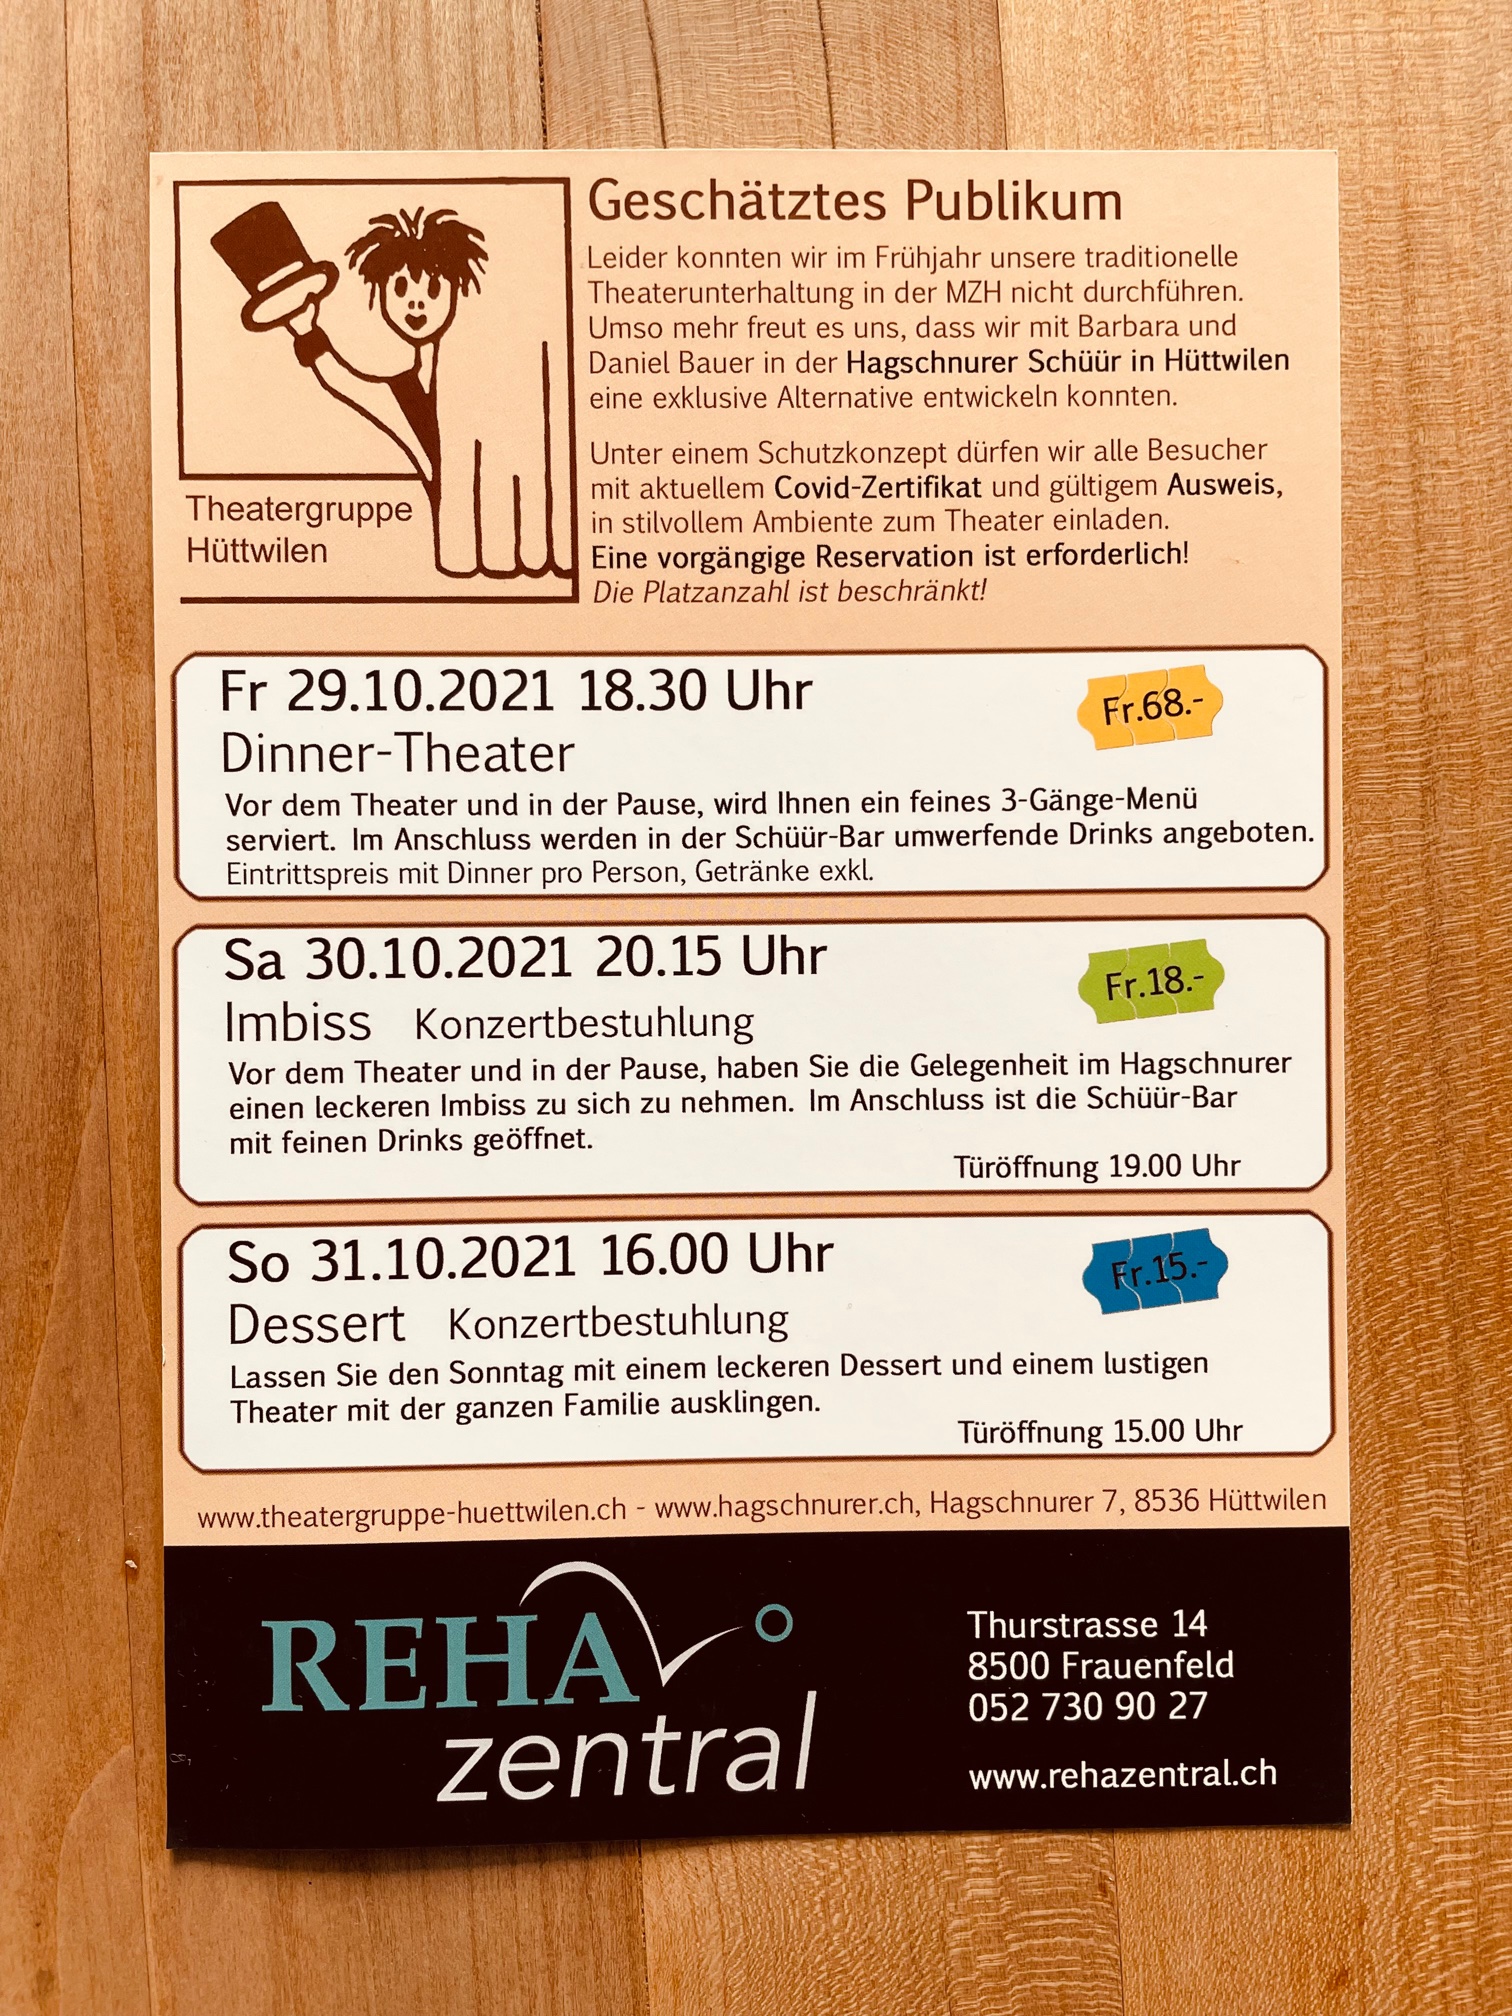 Geschätztes Publikum
Leider konnten wir im Frühjahr unsere traditionelle
Theaterunterhaltung in der MZH nicht durchführen.
Umso mehr freut es uns, dass wir mit Barbara und
Daniel Bauer in der Hagschnurer Schüür in Hüttwilen
eine exklusive Alternative entwickeln konnten.
Unter einem Schutzkonzept dürfen wir alle Besucher
mit aktuellem Covid-Zertifikat und gültigem Ausweis,
in stilvollem Ambiente zum Theater einladen.
Eine vorgängige Reservation ist erforderlich!
Die Platzanzahl ist beschränkt!
Theatergruppe
Hüttwilen
Fr 29.10.2021 18.30 Uhr
Fr.68.-
Dinner-Theater
Vor dem Theater und in der Pause, wird Ihnen ein feines 3-Gänge-Menü
serviert. Im Anschluss werden in der Schüür-Bar umwerfende Drinks angeboten.
Eintrittspreis mit Dinner pro Person, Getränke exkl.
Sa 30.10.2021 20.15 Uhr
Fr.18.-
Imbiss Konzertbestuhlung
Vor dem Theater und in der Pause, haben Sie die Gelegenheit im Hagschnurer
einen leckeren Imbiss zu sich zu nehmen. Im Anschluss ist die Schüür-Bar
mit feinen Drinks geöffnet.
Türöffnung 19.00 Uhr
So 31.10.2021 16.00 Uhr
Fr.15.-
Dessert Konzertbestuhlung
Lassen Sie den Sonntag mit einem leckeren Dessert und einem lustigen
Theater mit der ganzen Familie ausklingen.
Türöffnung 15.00 Uhr
www.theatergruppe-huettwilen.ch - www.hagschnurer.ch, Hagschnurer 7, 8536 Hüttwilen
REHA
zentral
Thurstrasse 14
8500 Frauenfeld
052 730 90 27
www.rehazentral.ch